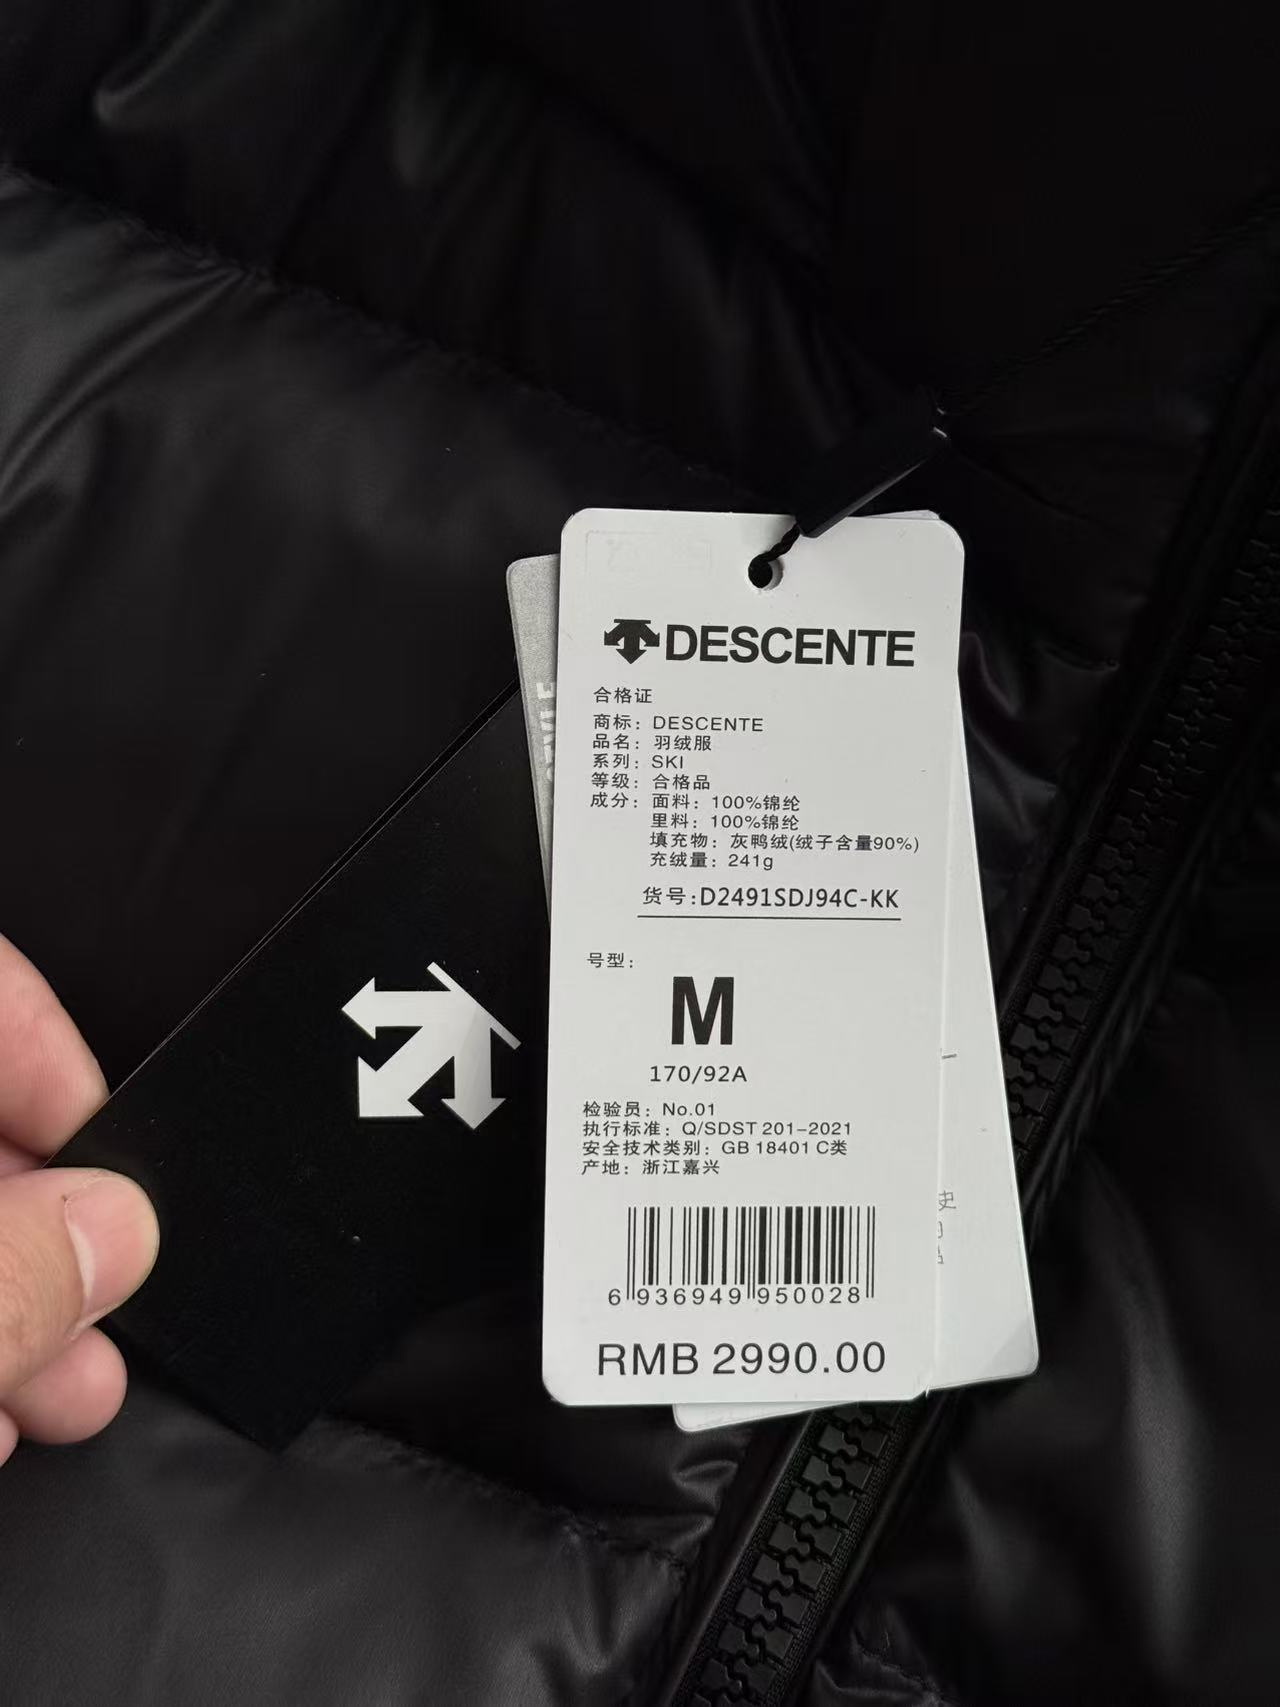 DESCENTE
合格证
商标：DESCENTE
品名：羽绒服
系列：SKI
等级：合格品
成分：面料：100%锦纶
里料：100%锦纶
填充物：灰鸭绒(绒子含量90%)
充绒量：241g
货号:D2491SDJ94C-KK
号型：
M
170/92A
检验员：No.01
执行标准：Q/SDST 201-2021
安全技术类别：GB 18401 C类
产地：浙江嘉兴
6 936949 950028
RMB 2990.00
史